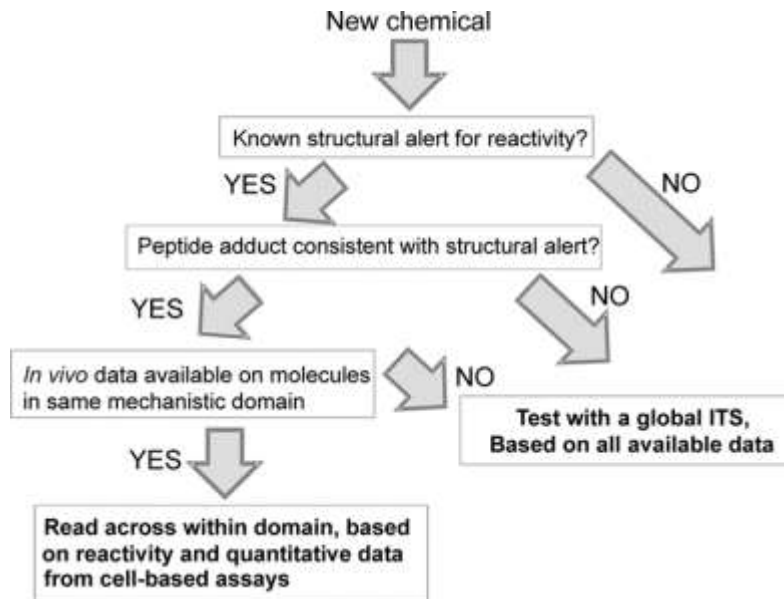 New chemical
Known structural alert for reactivity?
YES
NO
Peptide adduct consistent with structural alert?
YES
NO
In vivo data available on molecules
in same mechanistic domain
NO
Test with a global ITS,
Based on all available data
YES
Read across within domain, based
on reactivity and quantitative data
from cell-based assays